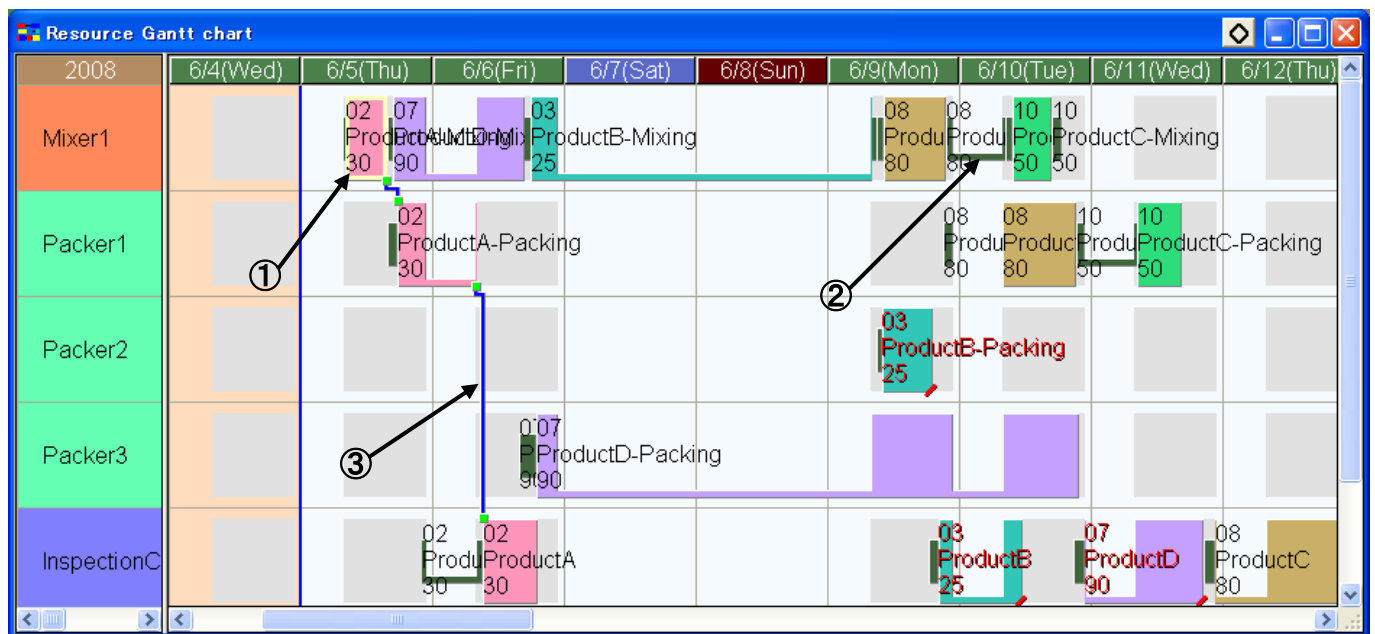 Resource Gantt chart
2008 6/4(Wed) 6/5(Thu) 6/6(Fri) 6/7(Sat) 6/8(Sun) 6/9(Mon) 6/10(Tue) 6/11(Wed) 6/12(Thu)
02 07 03 08 08 10 10
Mixer1 ProductB-Mixing Produ Produ Pro ProductC-Mixing
30 90 25 80 80 50 50
①
②
02 08 08 10 10
Packer1 ProductA-Packing Produ Produc Produ ProductC-Packing
30 80 80 50 50
03
Packer2 ProductB-Packing
25
07
Packer3 ProductD-Packing
90
③
02 02 03 07 08
InspectionC Produ ProductA ProductB ProductD ProductC
30 30 25 90 80